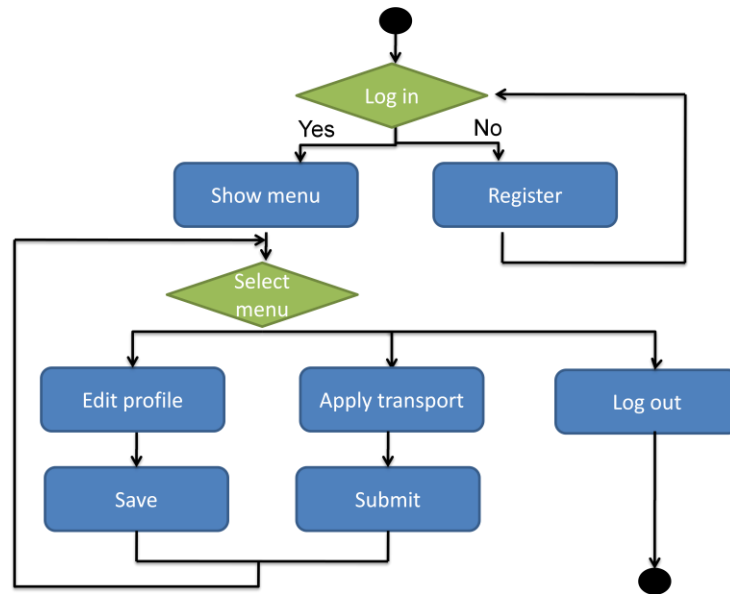 Log in
Yes
No
Show menu
Register
Select
menu
Edit profile
Apply transport
Log out
Save
Submit